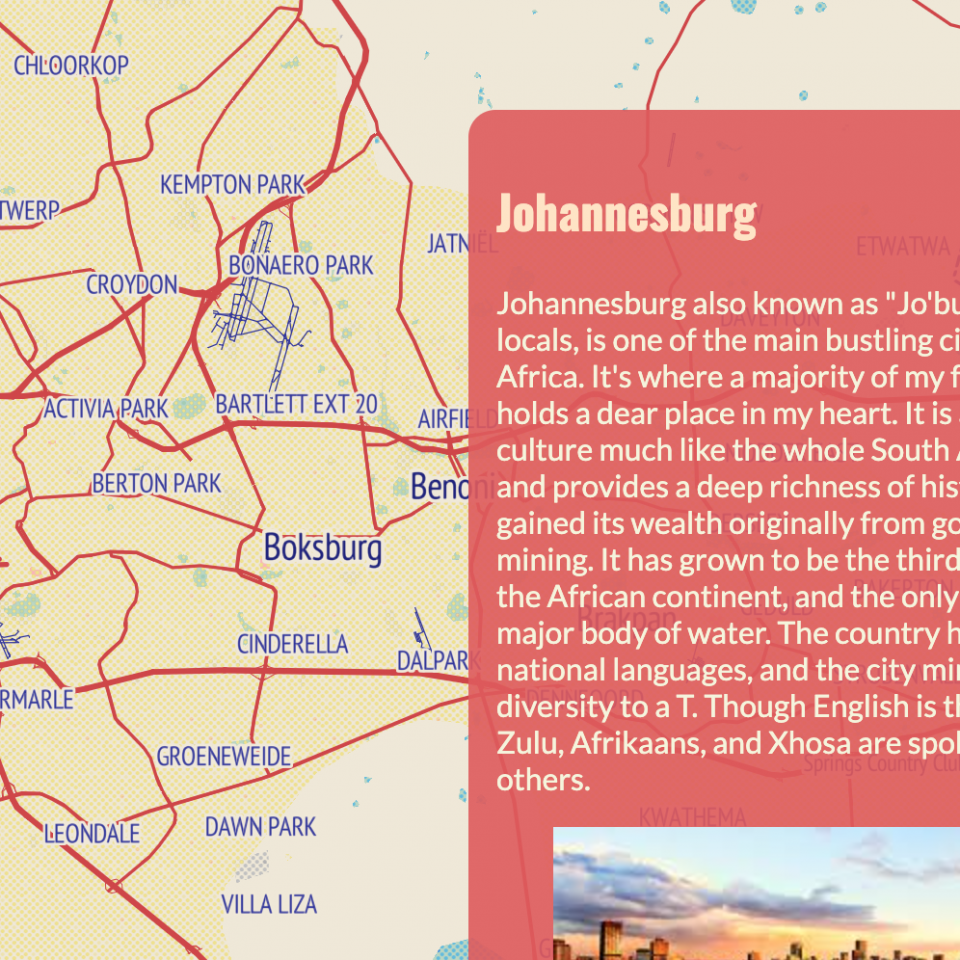 CHLOORKOP
KEMPTON PARK
TWERP
JATNIËL
ETWATWA
BONAERO PARK
CROYDON
DAVEYTON
ACTIVIA PARK
BARTLETT EXT 20
AIRFIELD
BERTON PARK
Benoni
Boksburg
Brakpan
GEDULD
BAKERTON
CINDERELLA
DALPARK
RMARLE
DENNEOORD
GROENEWEIDE
Springs Country Clu
KWATHEMA
LEONDALE
DAWN PARK
VILLA LIZA
Johannesburg
Johannesburg also known as "Jo'bu
locals, is one of the main bustling ci
Africa. It's where a majority of my f
holds a dear place in my heart. It is
culture much like the whole South A
and provides a deep richness of his
gained its wealth originally from go
mining. It has grown to be the third
the African continent, and the only
major body of water. The country h
national languages, and the city mi
diversity to a T. Though English is t
Zulu, Afrikaans, and Xhosa are spo
others.